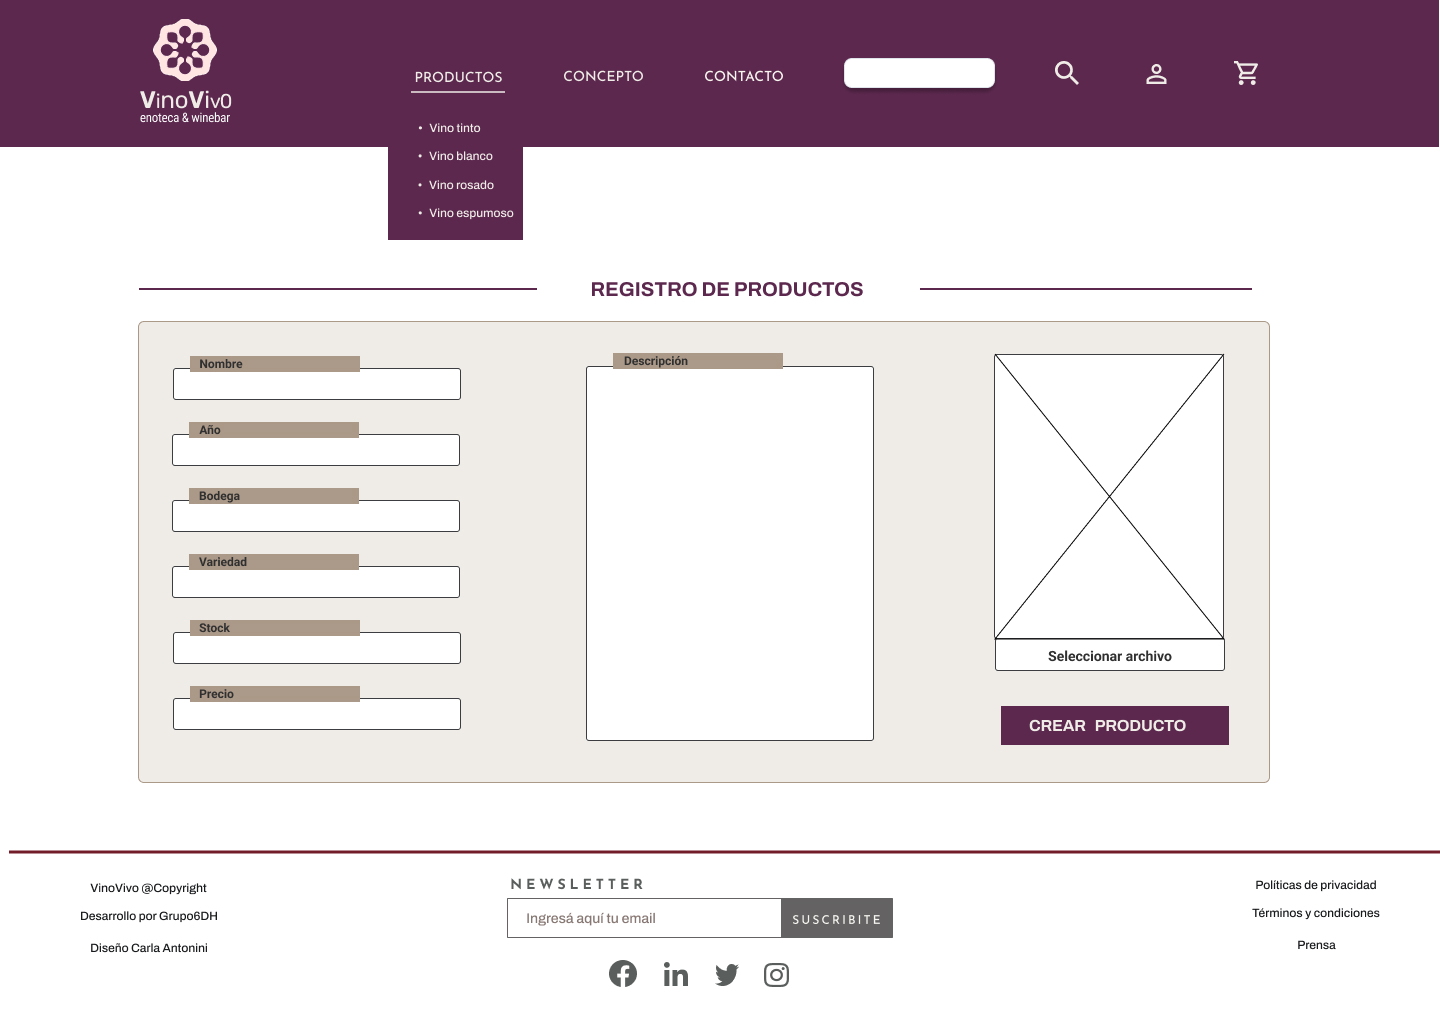 VinoVivo
enoteca & winebar
PRODUCTOS
CONCEPTO
CONTACTO
• Vino tinto
• Vino blanco
• Vino rosado
• Vino espumoso
REGISTRO DE PRODUCTOS
Nombre
Año
Bodega
Variedad
Stock
Precio
Descripción
Seleccionar archivo
CREAR PRODUCTO
VinoVivo @Copyright
Desarrollo por Grupo6DH
Diseño Carla Antonini
NEWSLETTER
Ingresá aquí tu email
SUSCRIBITE
Políticas de privacidad
Términos y condiciones
Prensa